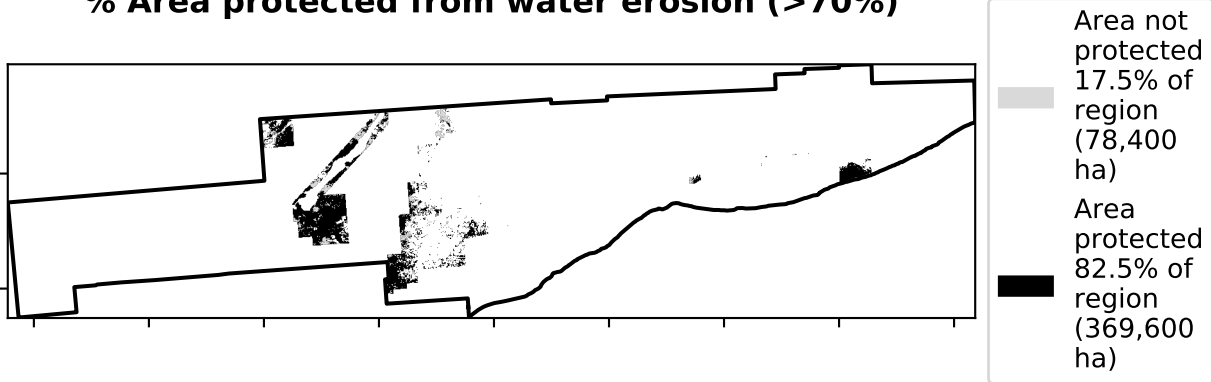 % Area protected from water erosion (>70%)
Area not
protected
17.5% of
region
(78,400
ha)
Area
protected
82.5% of
region
(369,600
ha)